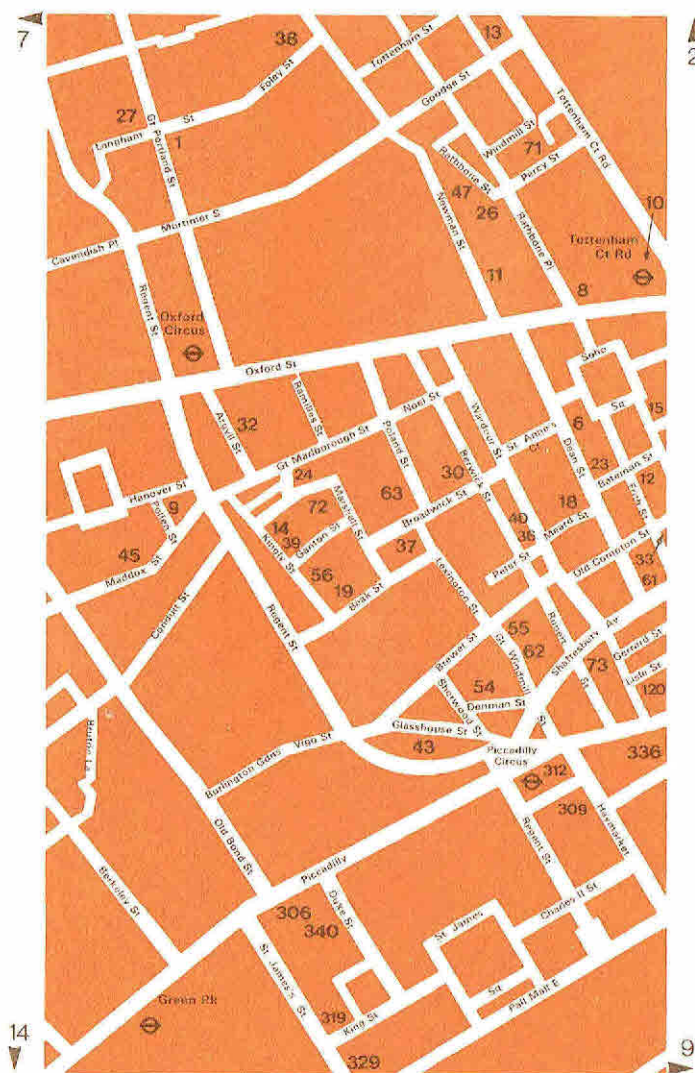 7
2
38
13
Tottenham St
Foley St
Goodge St
27
Gt Portland St
Langham St
1
Windmill St
71
Tottenham Ct Rd
Rathbone St
Percy St
47
26
Newman St
Rathbone Pl
10
Mortimer S
Cavendish Pl
Tottenham
Ct Rd
11
8
Regent St
Oxford
Circus
Oxford St
Soho
Sq
Ramilies St
Noel St
Wardour St
St Anne's
Ct
6
15
Argyll St
32
Gt Marlborough St
Poland St
Berwick St
Dean St
23
Bateman St
12
24
30
Hanover St
9
Pollen St
72
Marshall St
63
Broadwick St
18
Frith St
14
39
Ganton St
40
36
Meard St
45
Maddox St
Kingly St
37
Old Compton St
33
61
56
19
Peter St
Beak St
Lexington St
Conduit St
Regent St
55
Rupert St
Shaftesbury Av
Brewer St
Gt Windmill St
62
73
Gerrard St
Lisle St
120
54
Sherwood St
Denman St
Bruton La
Glasshouse St
43
Piccadilly
Circus
Vigo St
Burlington Gdns
336
312
309
Old Bond St
Regent St
Haymarket
Piccadilly
Berkeley St
306
340
Duke St
Charles II St
St James
Sq
St James's St
Pall Mall E
Green Pk
319
King St
14
329
9